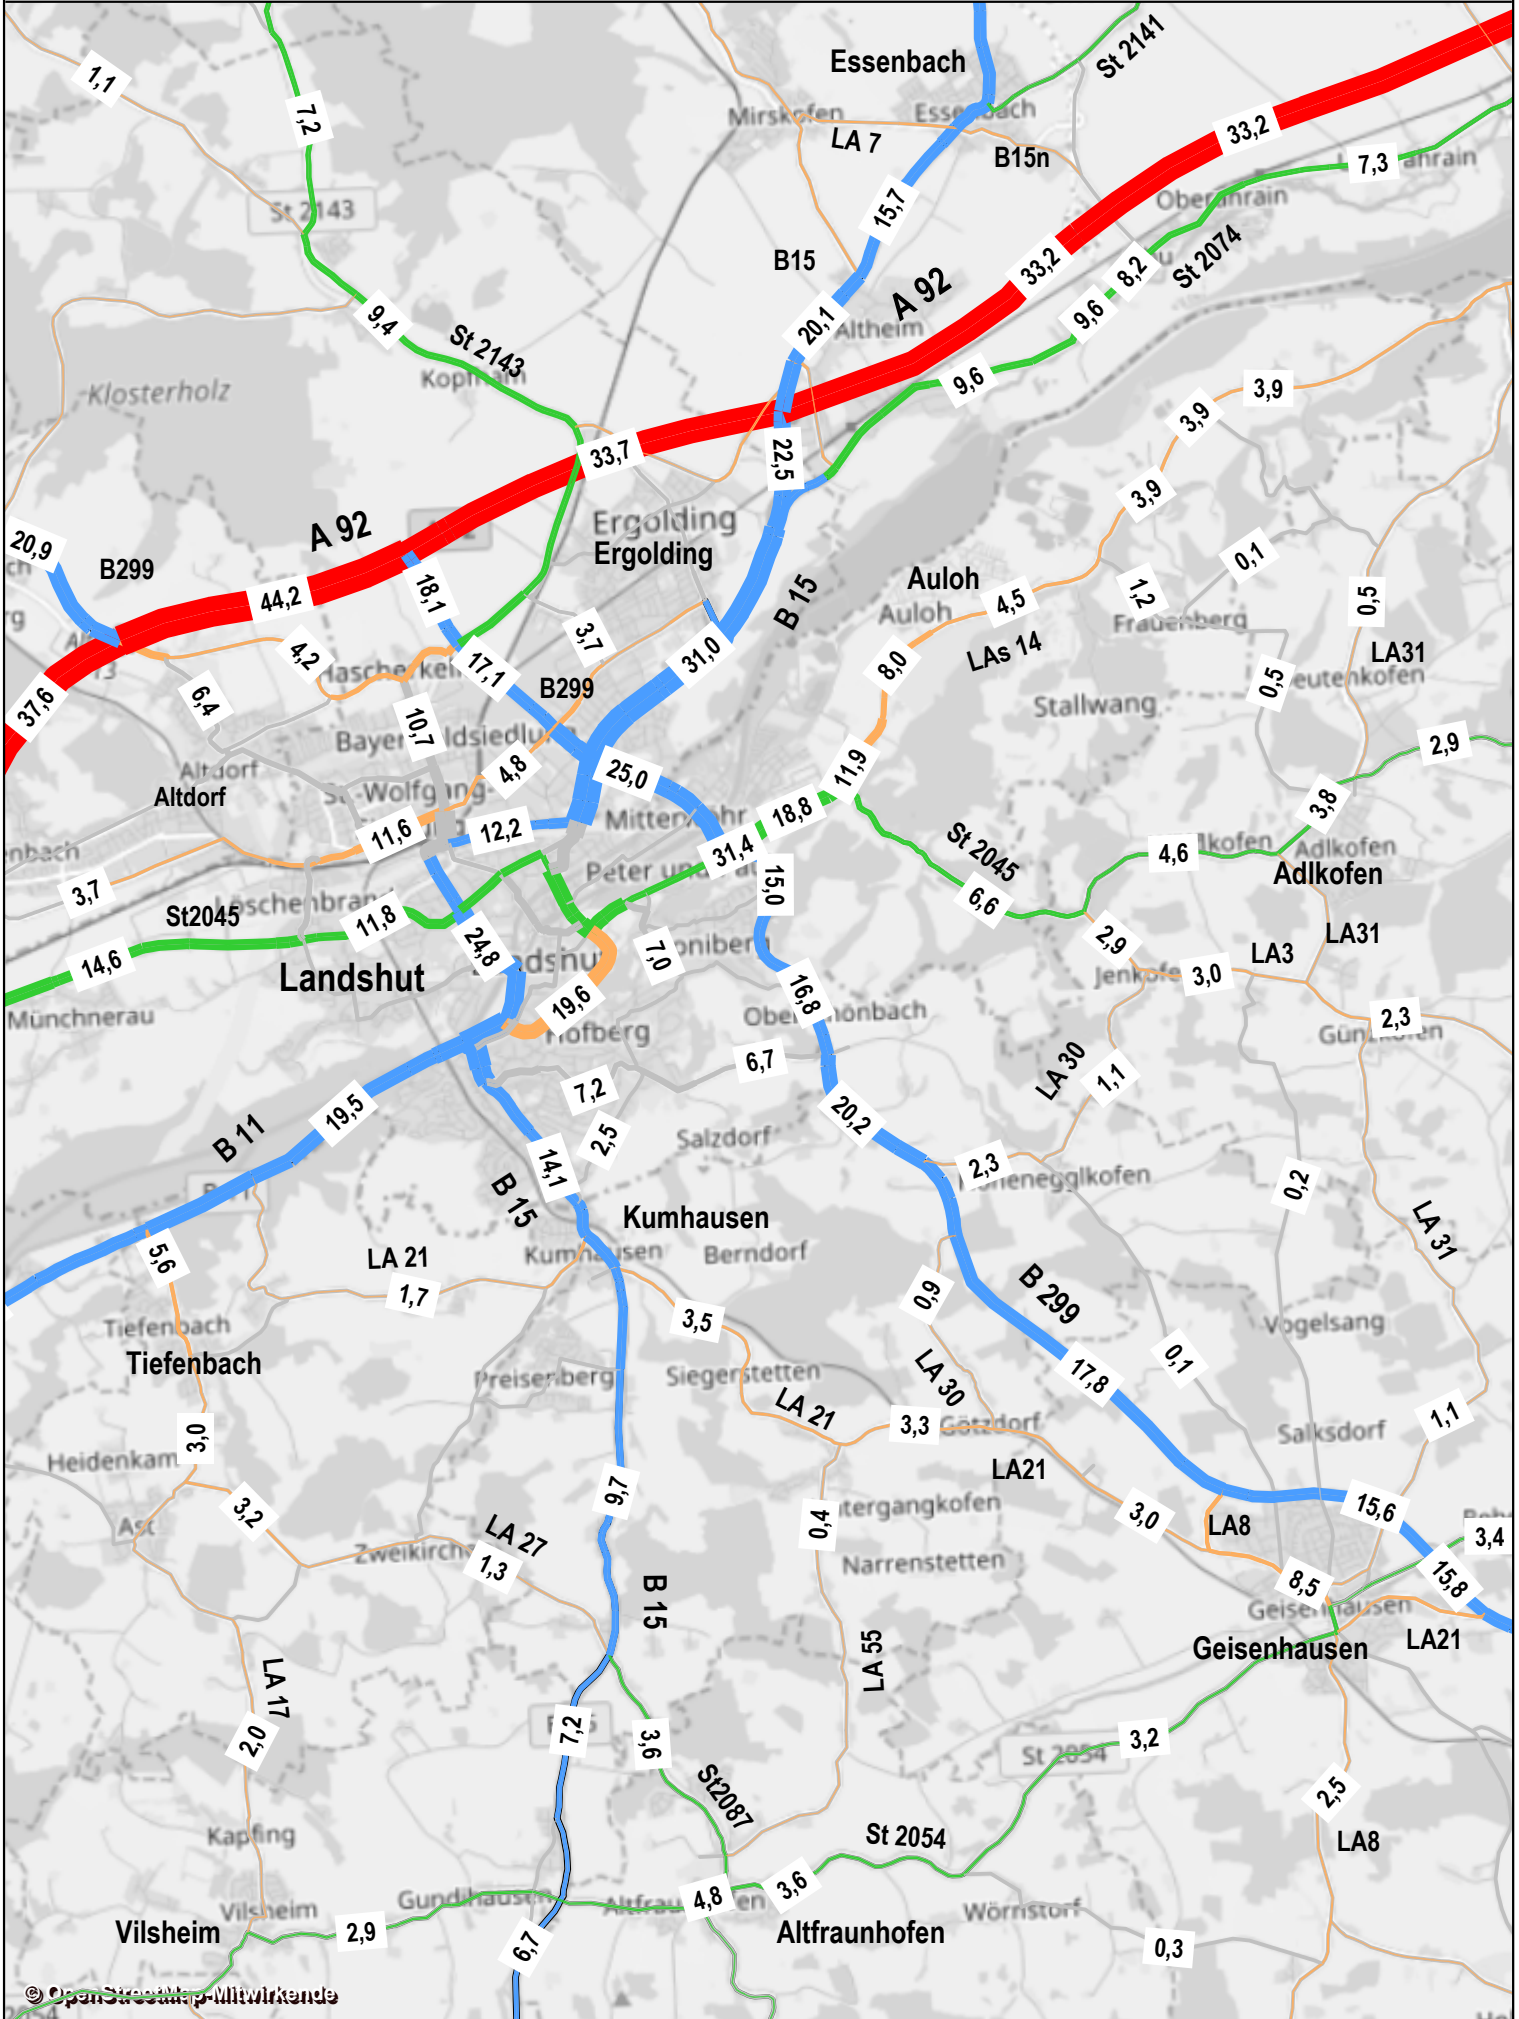 Essenbach
St 2141
1,1
7,2
Mirskofen
LA 7
B15n
33,2
7,3
St 2143
15,7
Oberahrain
B15
33,2
8,2
St 2074
A 92
9,4
St 2143
20,1
Altheim
9,6
Klosterholz
9,6
3,9
3,9
33,7
22,5
3,9
Ergolding
Ergolding
A 92
20,9
B299
44,2
18,1
Auloh
Auloh
B 15
4,5
1,2
0,1
0,5
Frauenberg
3,7
4,2
17,1
31,0
8,0
LAs 14
LA31
37,6
6,4
B299
0,5
Stallwang
10,7
4,8
25,0
11,9
2,9
Altdorf
Altdorf
11,6
12,2
18,8
3,8
31,4
St 2045
4,6
Adlkofen
Adlkofen
3,7
15,0
6,6
St2045
11,8
14,6
24,8
7,0
2,9
LA31
LA3
Landshut
19,6
16,8
3,0
2,3
Münchnerau
Hofberg
6,7
LA 30
1,1
7,2
B 11
19,5
20,2
2,5
Salzdorf
14,1
2,3
Hohenegglkofen
0,2
B 15
Kumhausen
LA 31
5,6
LA 21
Kumhausen
Berndorf
1,7
0,9
B 299
Tiefenbach
3,5
Vogelsang
Tiefenbach
Preisenberg
Siegerstetten
LA 30
17,8
0,1
LA 21
3,3
Götzdorf
1,1
3,0
Salksdorf
Heidenkam
LA21
9,7
3,2
0,4
3,0
LA8
15,6
Ast
LA 27
1,3
Narrenstetten
3,4
B 15
8,5
15,8
Geisenhausen
Geisenhausen
LA21
LA 17
LA 55
2,0
7,2
3,6
St 2054
3,2
St2087
2,5
Kapfing
St 2054
LA8
Vilsheim
Gundlhausen
4,8
3,6
Vilsheim
2,9
Altfraunhofen
Wörnstorf
6,7
0,3
© OpenStreetMap-Mitwirkende